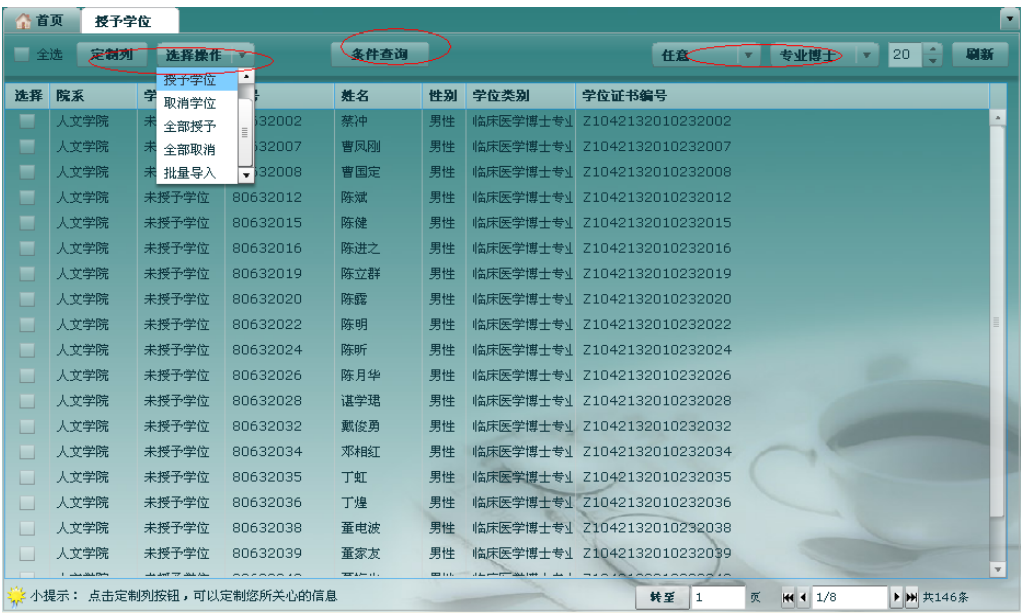 首页 授予学位
全选 定制列 选择操作 条件查询 任意 专业博士 20 刷新
授予学位
取消学位
全部授予
全部取消
批量导入
选择 院系 学 号 姓名 性别 学位类别 学位证书编号
人文学院 未 632002 蔡冲 男性 临床医学博士专业 Z1042132010232002
人文学院 未 632007 曹凤刚 男性 临床医学博士专业 Z1042132010232007
人文学院 未 632008 曹国定 男性 临床医学博士专业 Z1042132010232008
人文学院 未授予学位 80632012 陈斌 男性 临床医学博士专业 Z1042132010232012
人文学院 未授予学位 80632015 陈健 男性 临床医学博士专业 Z1042132010232015
人文学院 未授予学位 80632016 陈进之 男性 临床医学博士专业 Z1042132010232016
人文学院 未授予学位 80632019 陈立群 男性 临床医学博士专业 Z1042132010232019
人文学院 未授予学位 80632020 陈露 男性 临床医学博士专业 Z1042132010232020
人文学院 未授予学位 80632022 陈明 男性 临床医学博士专业 Z1042132010232022
人文学院 未授予学位 80632024 陈昕 男性 临床医学博士专业 Z1042132010232024
人文学院 未授予学位 80632026 陈月华 男性 临床医学博士专业 Z1042132010232026
人文学院 未授予学位 80632028 谌学珺 男性 临床医学博士专业 Z1042132010232028
人文学院 未授予学位 80632032 戴俊勇 男性 临床医学博士专业 Z1042132010232032
人文学院 未授予学位 80632034 邓相红 男性 临床医学博士专业 Z1042132010232034
人文学院 未授予学位 80632035 丁虹 男性 临床医学博士专业 Z1042132010232035
人文学院 未授予学位 80632036 丁煌 男性 临床医学博士专业 Z1042132010232036
人文学院 未授予学位 80632038 董电波 男性 临床医学博士专业 Z1042132010232038
人文学院 未授予学位 80632039 董家友 男性 临床医学博士专业 Z1042132010232039
小提示： 点击定制列按钮，可以定制您所关心的信息 转至 1 页 1/8 共146条